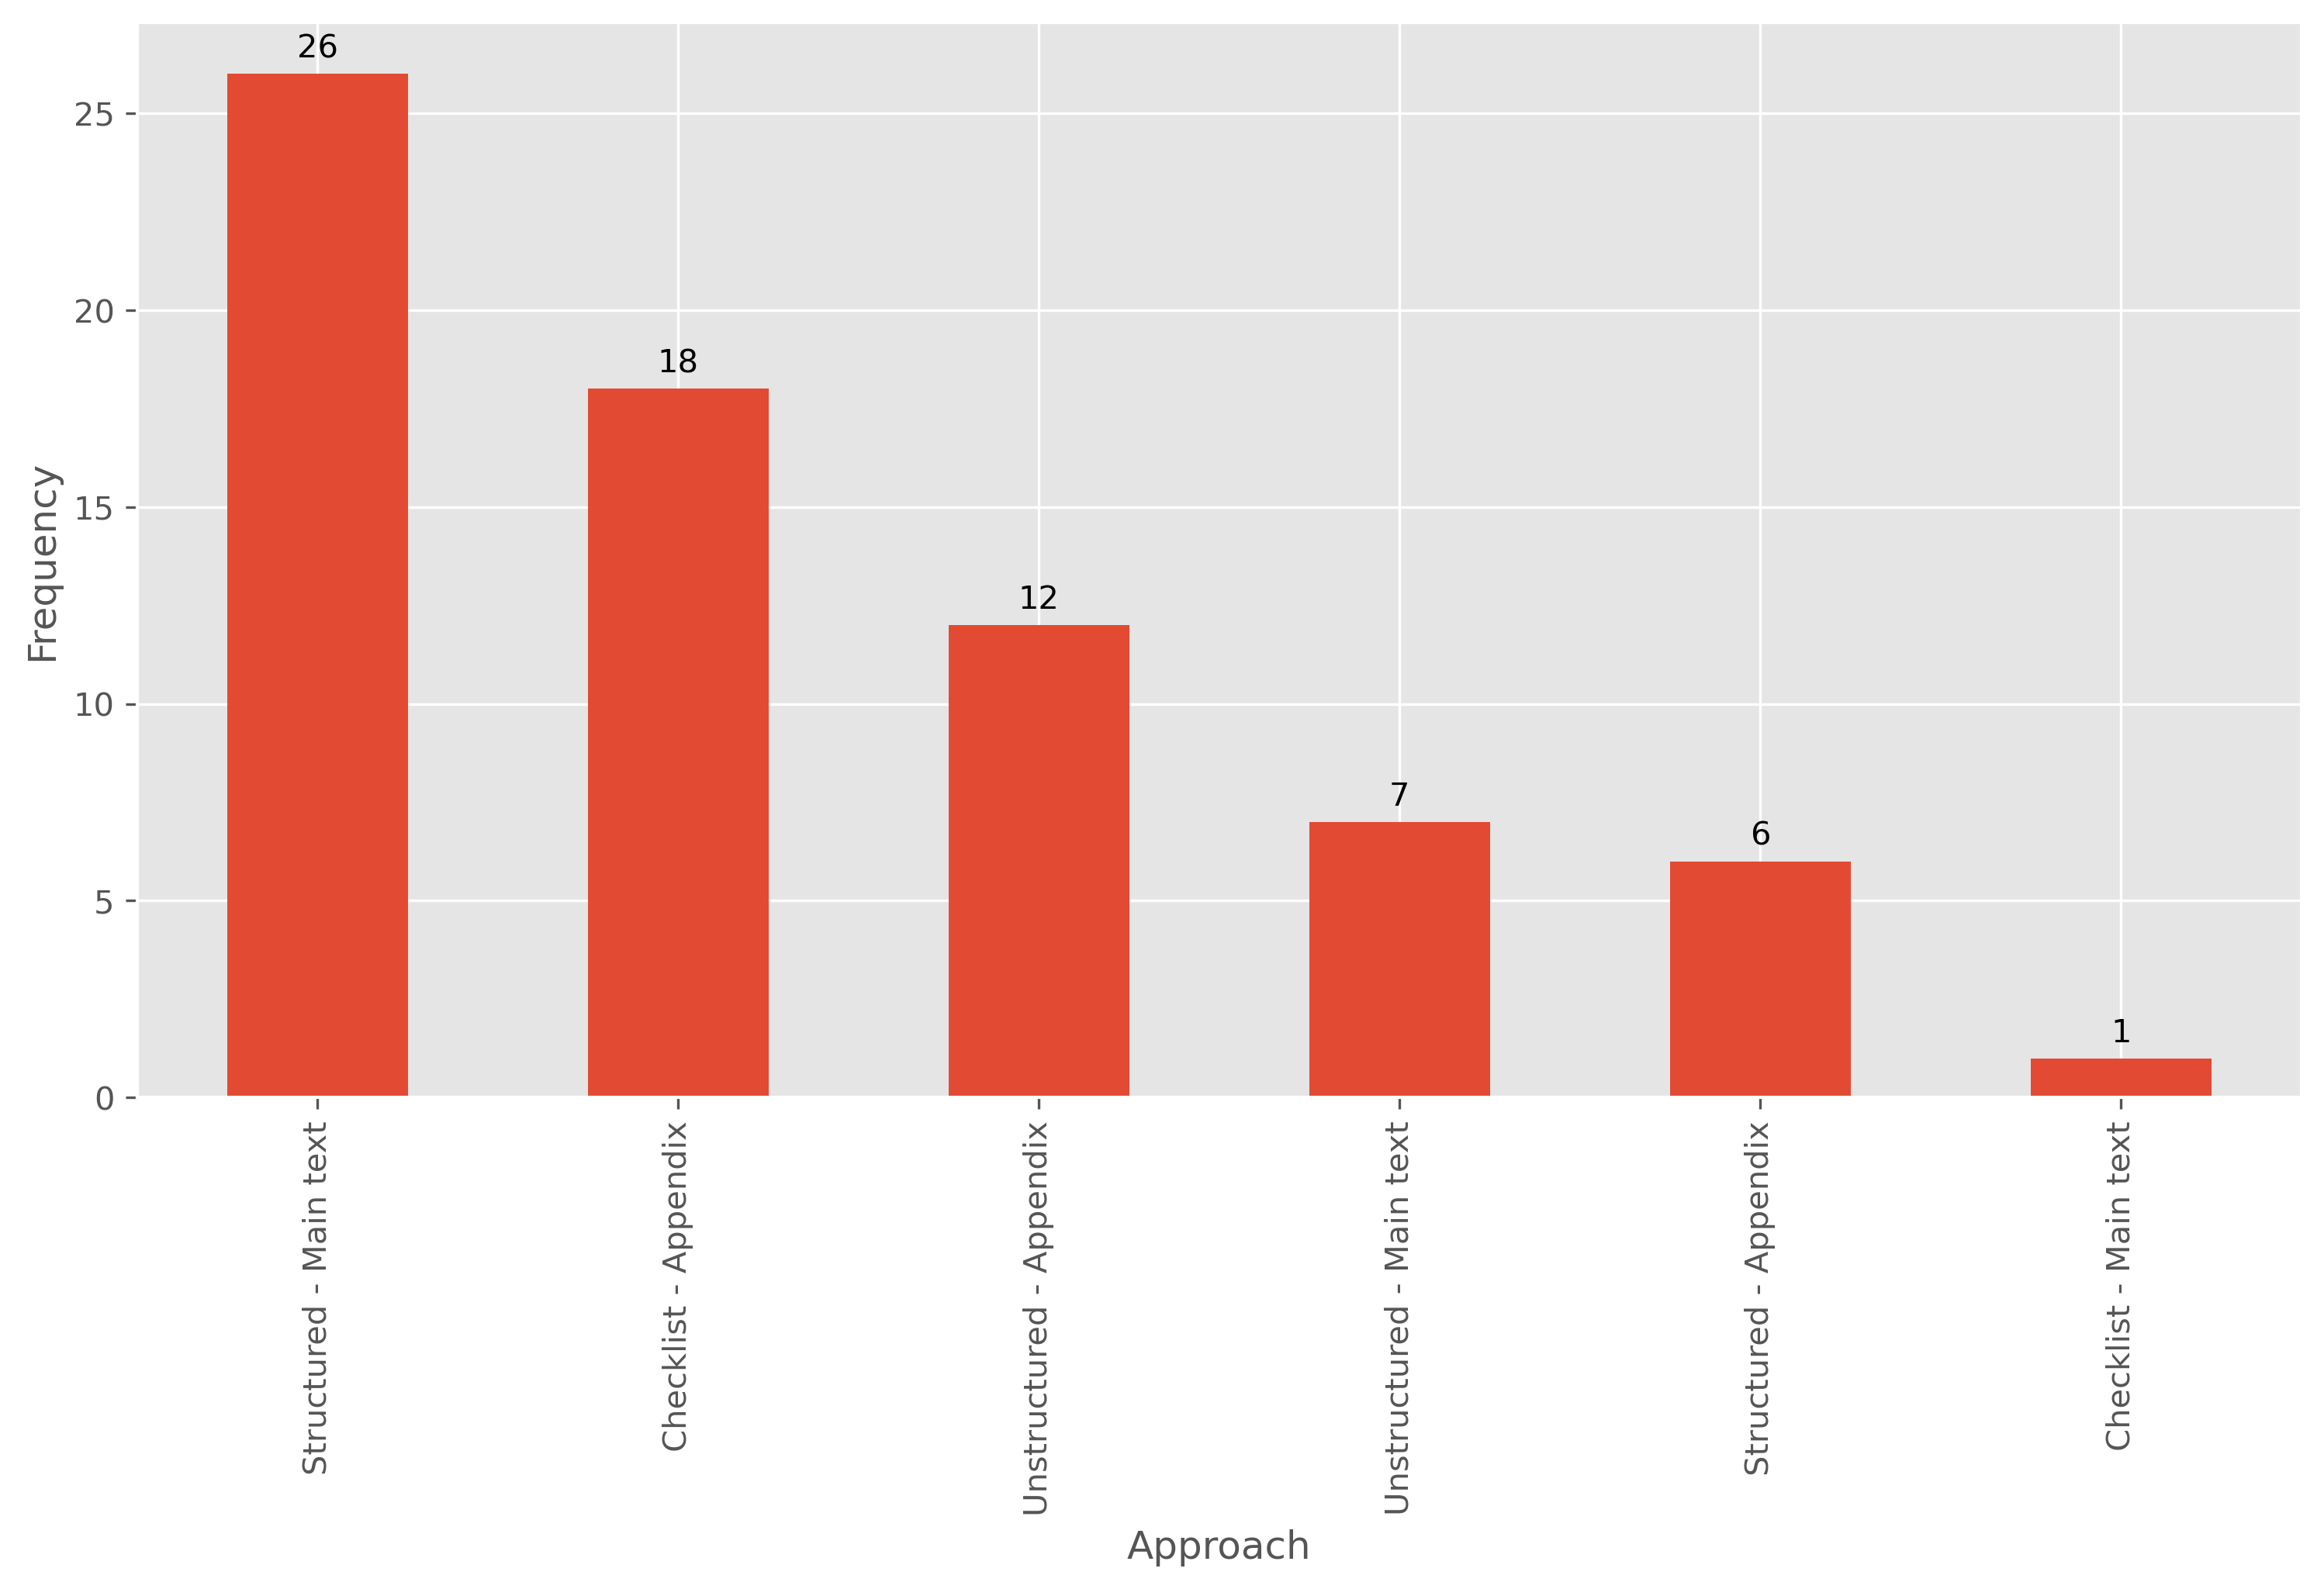 26
18
12
7
6
1
25
20
15
10
5
0
Frequency
Structured - Main text
Checklist - Appendix
Unstructured - Appendix
Unstructured - Main text
Structured - Appendix
Checklist - Main text
Approach